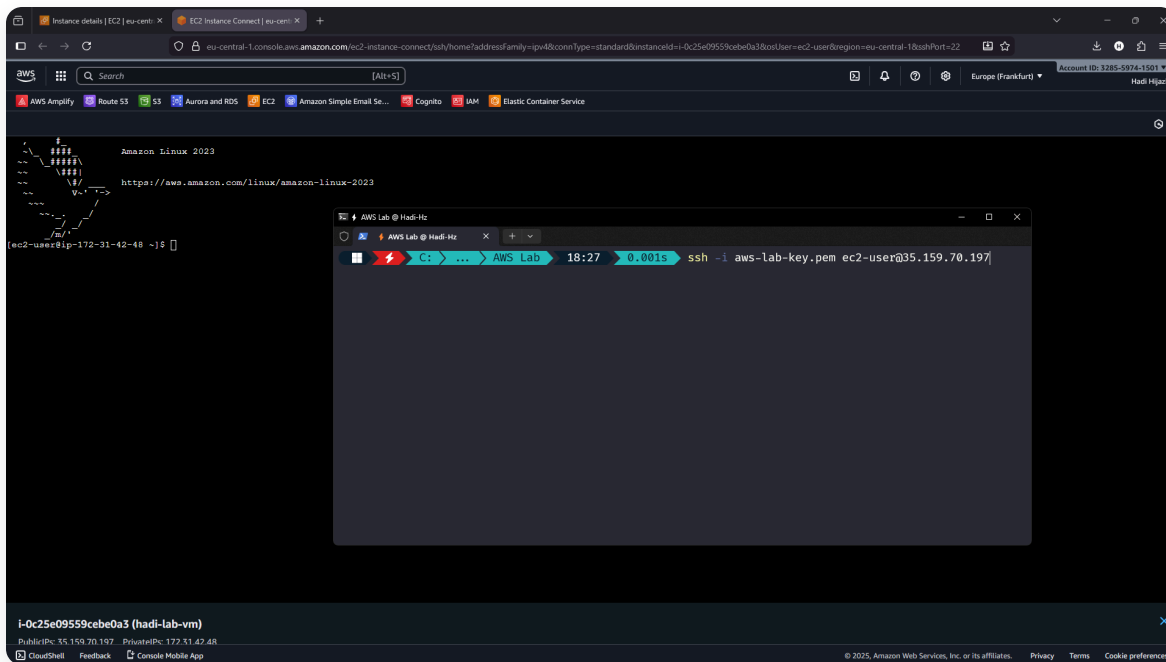 Instance details | EC2 | eu-centr
EC2 Instance Connect | eu-cent
eu-central-1.console.aws.amazon.com/ec2-instance-connect/ssh/home?addressFamily=ipv4&connType=standard&instanceId=i-0c25e09559cebe0a3&osUser=ec2-user&region=eu-central-1&sshPort=22
aws
Search [Alt+S]
Europe (Frankfurt)
Account ID: 3285-5974-1501
Hadi Hijaz
AWS Amplify Route 53 S3 Aurora and RDS EC2 Amazon Simple Email Se... Cognito IAM Elastic Container Service
   ,     #_
   ~\_  ####_        Amazon Linux 2023
  ~~  \_#####\
  ~~     \###|
  ~~       \#/ ___   https://aws.amazon.com/linux/amazon-linux-2023
   ~~       V~' '->
    ~~~         /
      ~~._.   _/
         _/ _/
       _/m/'
[ec2-user@ip-172-31-42-48 ~]$
AWS Lab @ Hadi-Hz
AWS Lab @ Hadi-Hz
C: ... AWS Lab 18:27 0.001s ssh -i aws-lab-key.pem ec2-user@35.159.70.197
i-0c25e09559cebe0a3 (hadi-lab-vm)
PublicIPs: 35.159.70.197 PrivateIPs: 172.31.42.48
CloudShell Feedback Console Mobile App © 2025, Amazon Web Services, Inc. or its affiliates. Privacy Terms Cookie preferences